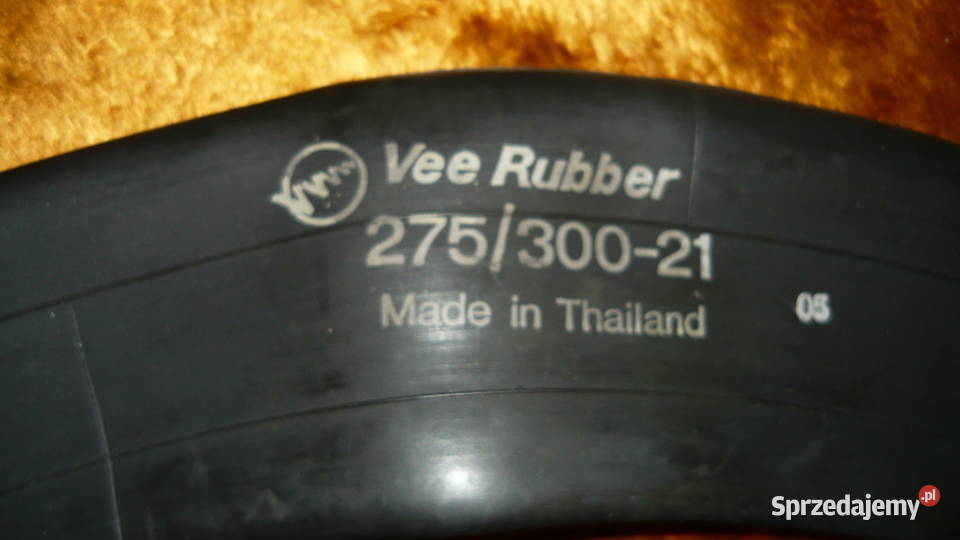 Vee Rubber
275/300-21
Made in Thailand
05
Sprzedajemy.pl